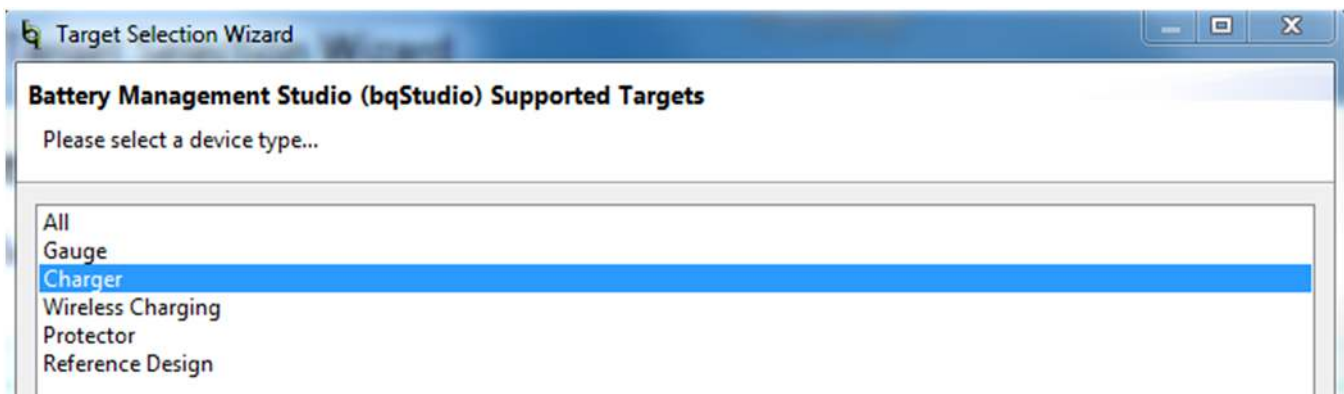 Target Selection Wizard
Battery Management Studio (bqStudio) Supported Targets
Please select a device type...
All
Gauge
Charger
Wireless Charging
Protector
Reference Design